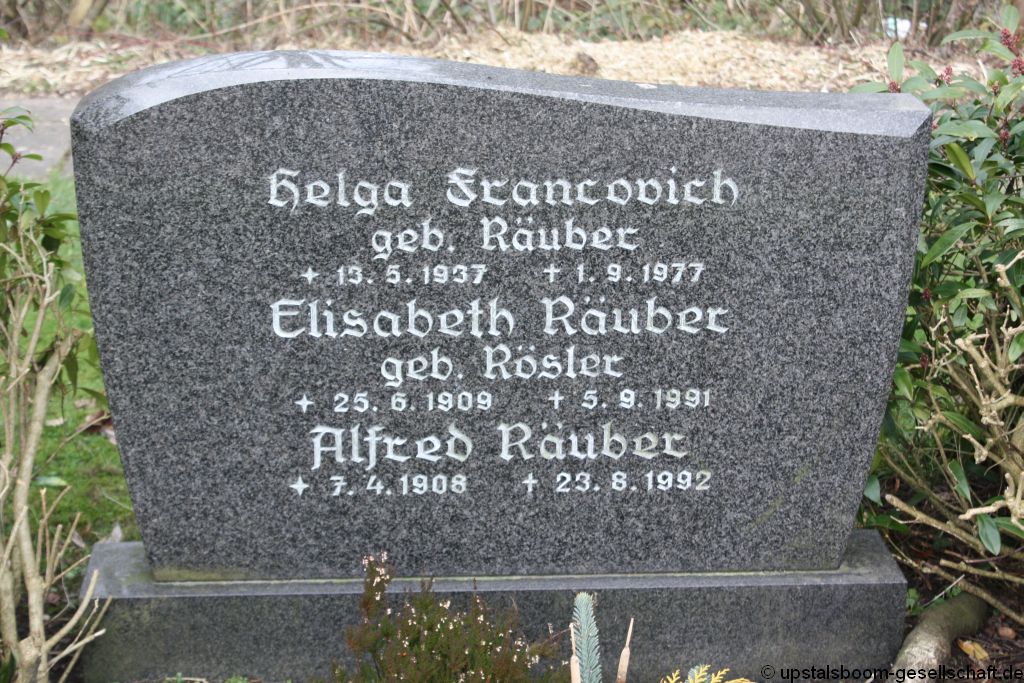 Helga Francovich
geb. Räuber
✦ 13. 5. 1937 † 1. 9. 1977
Elisabeth Räuber
geb. Rösler
✦ 25. 6. 1909 † 5. 9. 1991
Alfred Räuber
✦ 7. 4. 1908 † 23. 8. 1992
© upstalsboom-gesellschaft.de